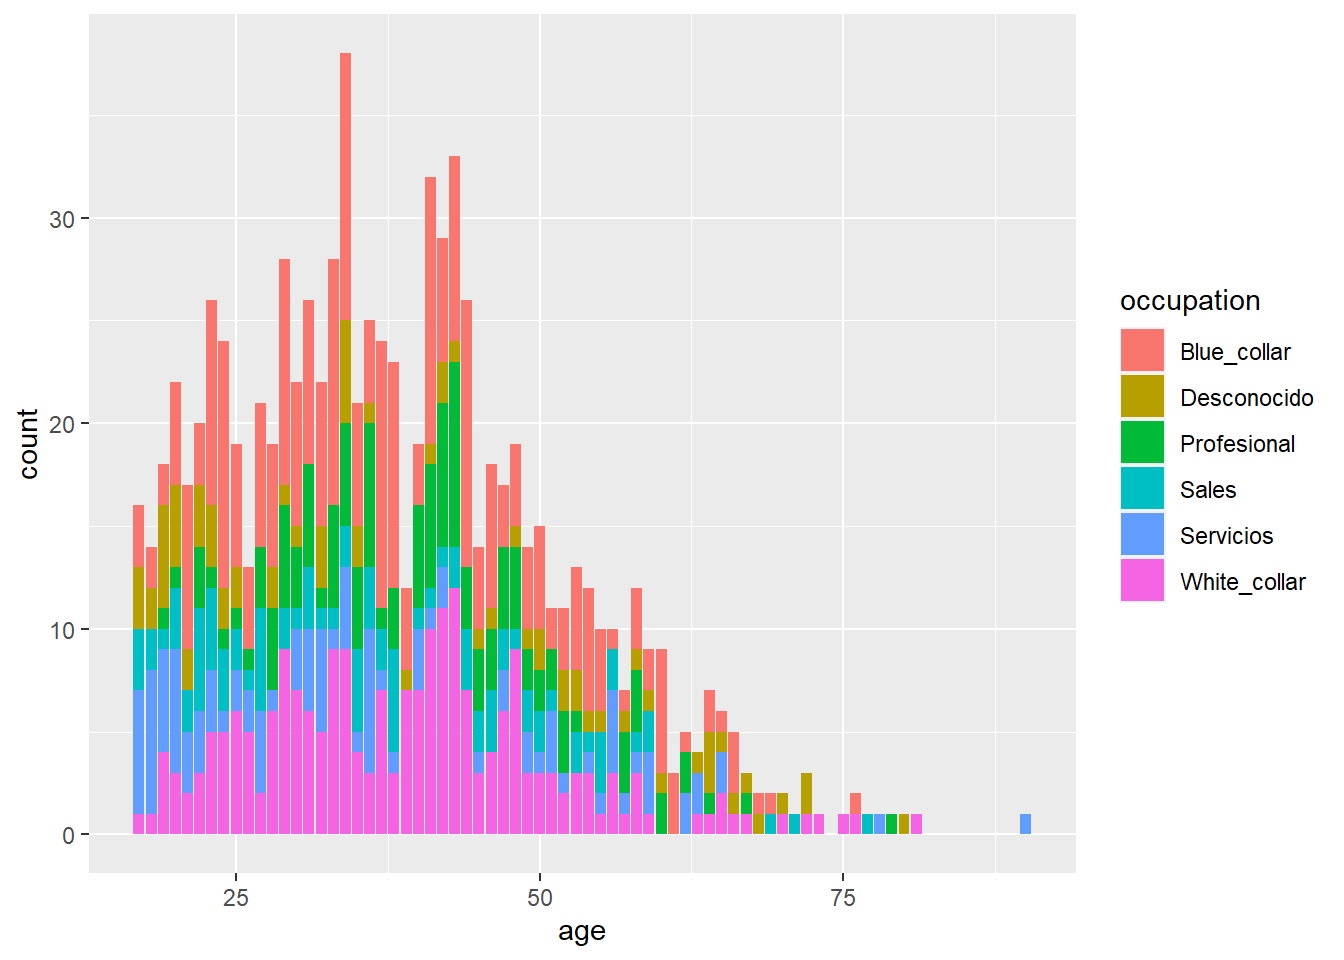 30
20
10
0
count
25
50
75
age
occupation
Blue_collar
Desconocido
Profesional
Sales
Servicios
White_collar